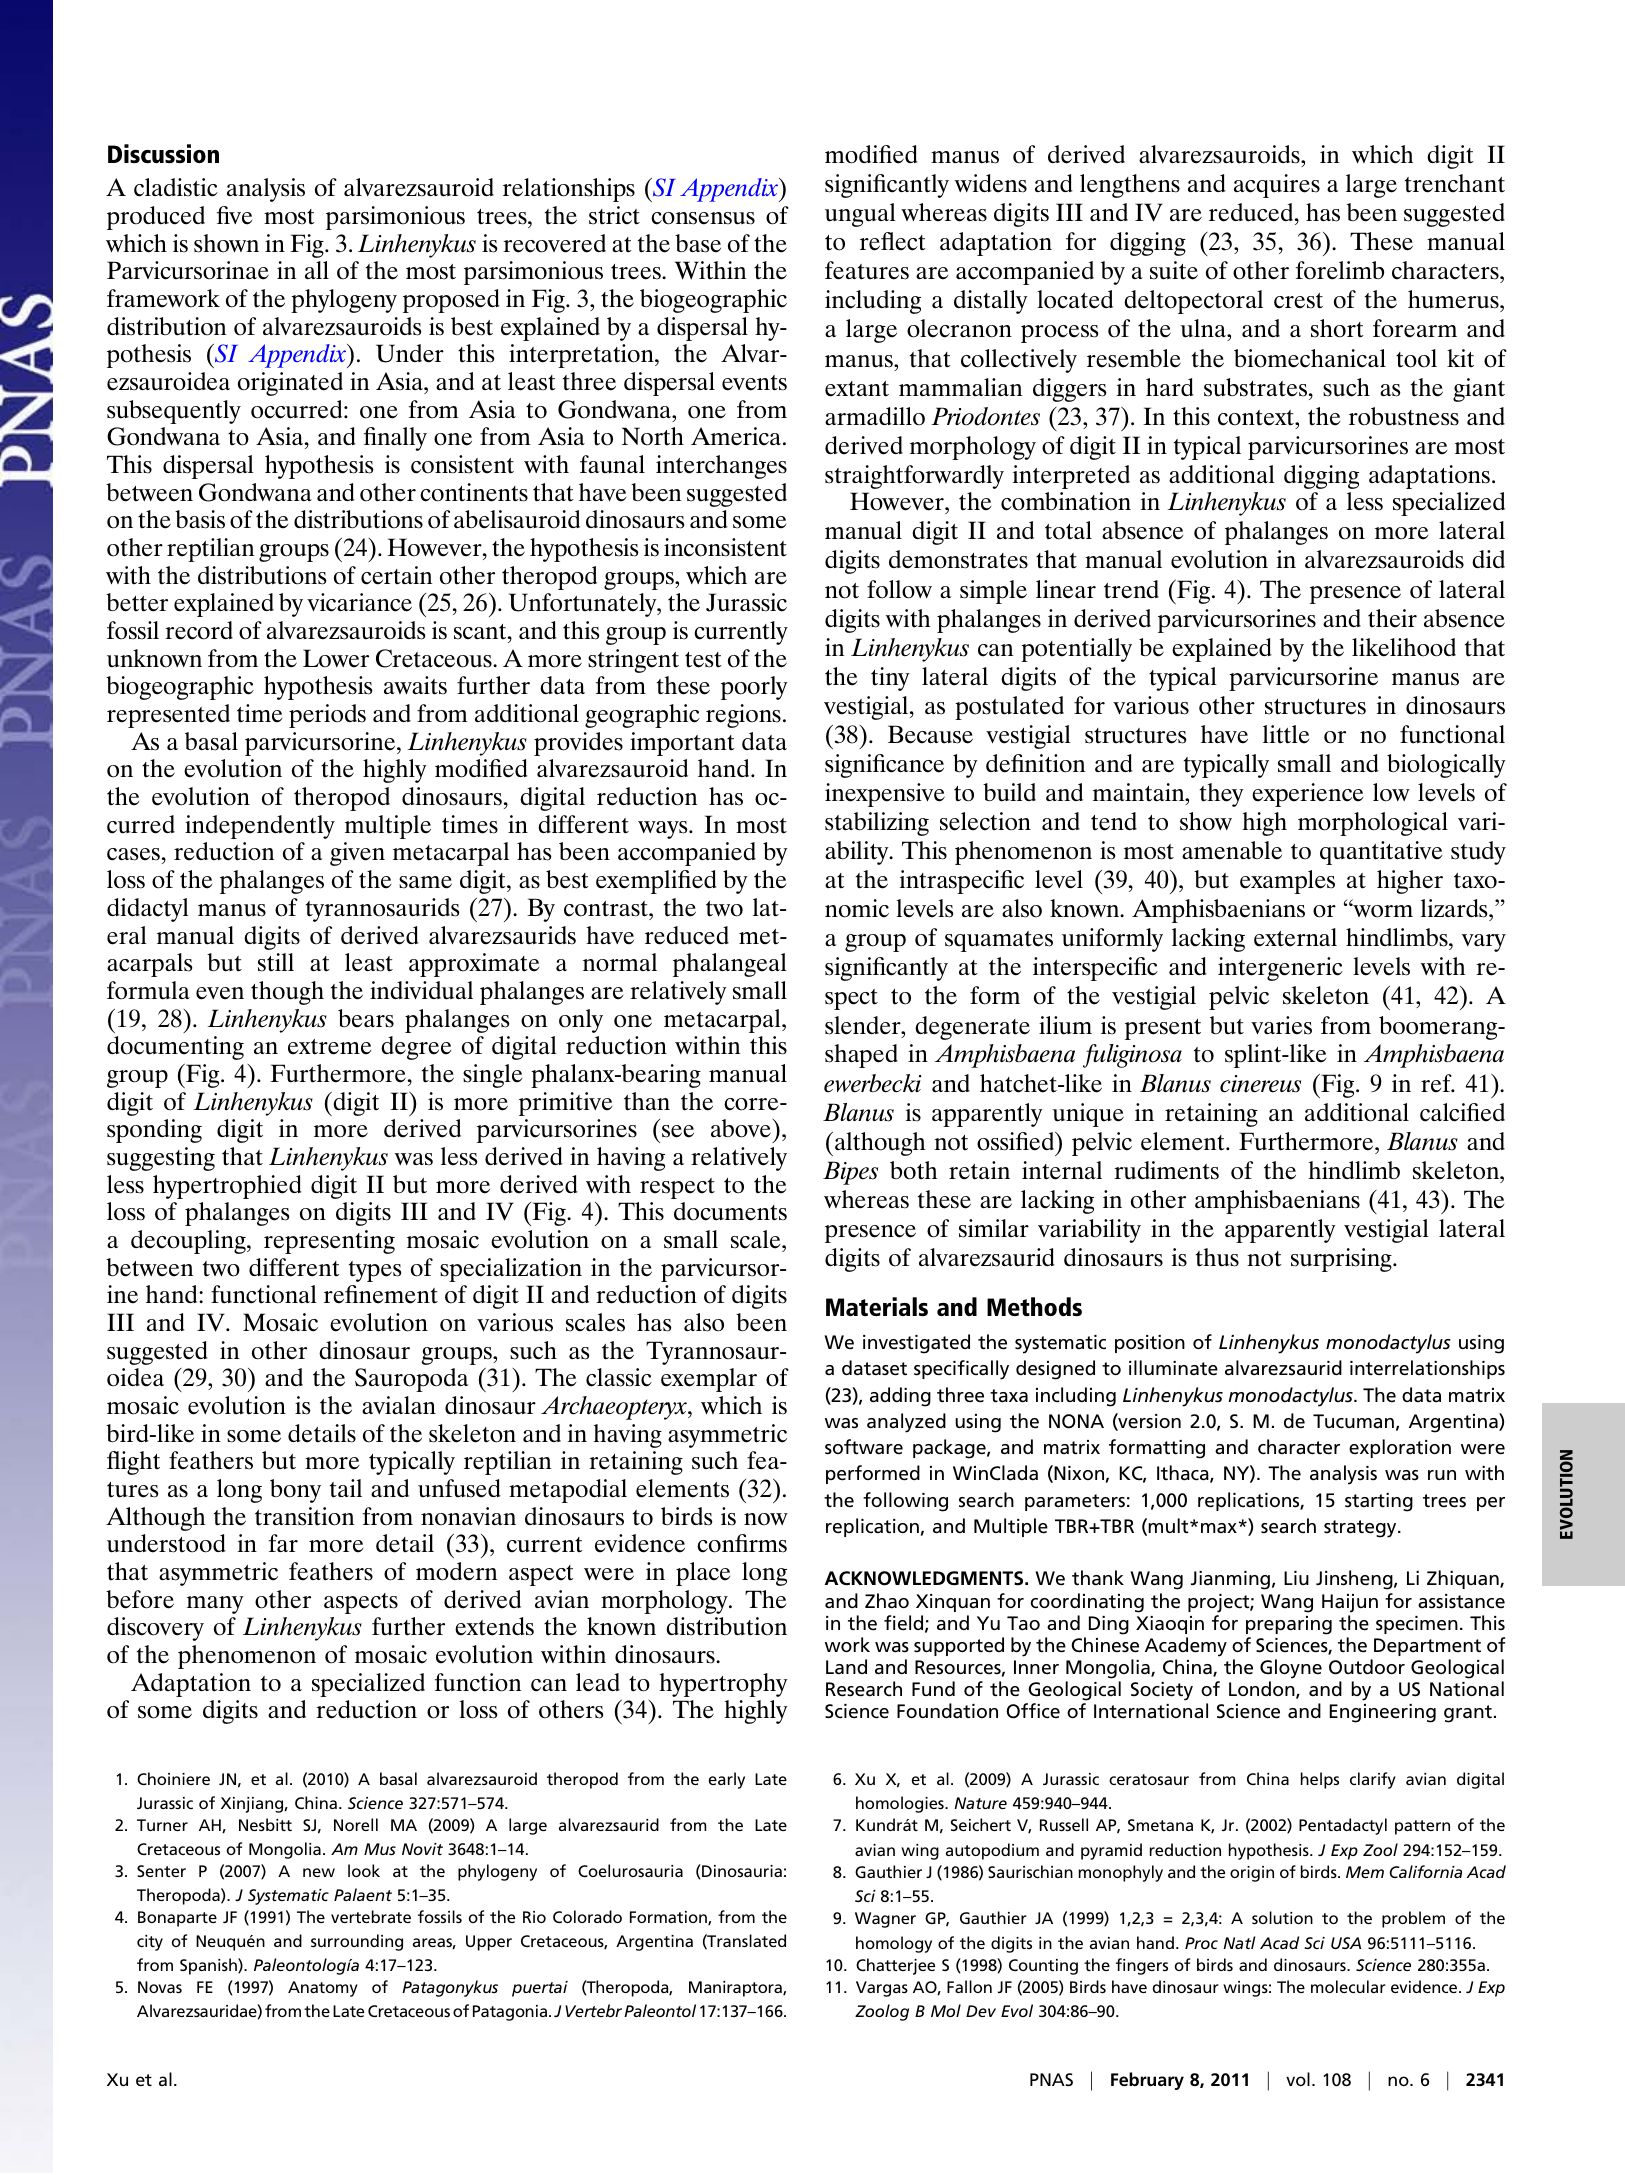 PNAS
PNAS
PNAS
PNAS
Discussion
A cladistic analysis of alvarezsauroid relationships (SI Appendix)
produced five most parsimonious trees, the strict consensus of
which is shown in Fig. 3. Linhenykus is recovered at the base of the
Parvicursorinae in all of the most parsimonious trees. Within the
framework of the phylogeny proposed in Fig. 3, the biogeographic
distribution of alvarezsauroids is best explained by a dispersal hy-
pothesis (SI Appendix). Under this interpretation, the Alvar-
ezsauroidea originated in Asia, and at least three dispersal events
subsequently occurred: one from Asia to Gondwana, one from
Gondwana to Asia, and finally one from Asia to North America.
This dispersal hypothesis is consistent with faunal interchanges
between Gondwana and other continents that have been suggested
on the basis of the distributions of abelisauroid dinosaurs and some
other reptilian groups (24). However, the hypothesis is inconsistent
with the distributions of certain other theropod groups, which are
better explained by vicariance (25, 26). Unfortunately, the Jurassic
fossil record of alvarezsauroids is scant, and this group is currently
unknown from the Lower Cretaceous. A more stringent test of the
biogeographic hypothesis awaits further data from these poorly
represented time periods and from additional geographic regions.
As a basal parvicursorine, Linhenykus provides important data
on the evolution of the highly modified alvarezsauroid hand. In
the evolution of theropod dinosaurs, digital reduction has oc-
curred independently multiple times in different ways. In most
cases, reduction of a given metacarpal has been accompanied by
loss of the phalanges of the same digit, as best exemplified by the
didactyl manus of tyrannosaurids (27). By contrast, the two lat-
eral manual digits of derived alvarezsaurids have reduced met-
acarpals but still at least approximate a normal phalangeal
formula even though the individual phalanges are relatively small
(19, 28). Linhenykus bears phalanges on only one metacarpal,
documenting an extreme degree of digital reduction within this
group (Fig. 4). Furthermore, the single phalanx-bearing manual
digit of Linhenykus (digit II) is more primitive than the corre-
sponding digit in more derived parvicursorines (see above),
suggesting that Linhenykus was less derived in having a relatively
less hypertrophied digit II but more derived with respect to the
loss of phalanges on digits III and IV (Fig. 4). This documents
a decoupling, representing mosaic evolution on a small scale,
between two different types of specialization in the parvicursor-
ine hand: functional refinement of digit II and reduction of digits
III and IV. Mosaic evolution on various scales has also been
suggested in other dinosaur groups, such as the Tyrannosaur-
oidea (29, 30) and the Sauropoda (31). The classic exemplar of
mosaic evolution is the avialan dinosaur Archaeopteryx, which is
bird-like in some details of the skeleton and in having asymmetric
flight feathers but more typically reptilian in retaining such fea-
tures as a long bony tail and unfused metapodial elements (32).
Although the transition from nonavian dinosaurs to birds is now
understood in far more detail (33), current evidence confirms
that asymmetric feathers of modern aspect were in place long
before many other aspects of derived avian morphology. The
discovery of Linhenykus further extends the known distribution
of the phenomenon of mosaic evolution within dinosaurs.
Adaptation to a specialized function can lead to hypertrophy
of some digits and reduction or loss of others (34). The highly
modified manus of derived alvarezsauroids, in which digit II
significantly widens and lengthens and acquires a large trenchant
ungual whereas digits III and IV are reduced, has been suggested
to reflect adaptation for digging (23, 35, 36). These manual
features are accompanied by a suite of other forelimb characters,
including a distally located deltopectoral crest of the humerus,
a large olecranon process of the ulna, and a short forearm and
manus, that collectively resemble the biomechanical tool kit of
extant mammalian diggers in hard substrates, such as the giant
armadillo Priodontes (23, 37). In this context, the robustness and
derived morphology of digit II in typical parvicursorines are most
straightforwardly interpreted as additional digging adaptations.
However, the combination in Linhenykus of a less specialized
manual digit II and total absence of phalanges on more lateral
digits demonstrates that manual evolution in alvarezsauroids did
not follow a simple linear trend (Fig. 4). The presence of lateral
digits with phalanges in derived parvicursorines and their absence
in Linhenykus can potentially be explained by the likelihood that
the tiny lateral digits of the typical parvicursorine manus are
vestigial, as postulated for various other structures in dinosaurs
(38). Because vestigial structures have little or no functional
significance by definition and are typically small and biologically
inexpensive to build and maintain, they experience low levels of
stabilizing selection and tend to show high morphological vari-
ability. This phenomenon is most amenable to quantitative study
at the intraspecific level (39, 40), but examples at higher taxo-
nomic levels are also known. Amphisbaenians or “worm lizards,”
a group of squamates uniformly lacking external hindlimbs, vary
significantly at the interspecific and intergeneric levels with re-
spect to the form of the vestigial pelvic skeleton (41, 42). A
slender, degenerate ilium is present but varies from boomerang-
shaped in Amphisbaena fuliginosa to splint-like in Amphisbaena
ewerbecki and hatchet-like in Blanus cinereus (Fig. 9 in ref. 41).
Blanus is apparently unique in retaining an additional calcified
(although not ossified) pelvic element. Furthermore, Blanus and
Bipes both retain internal rudiments of the hindlimb skeleton,
whereas these are lacking in other amphisbaenians (41, 43). The
presence of similar variability in the apparently vestigial lateral
digits of alvarezsaurid dinosaurs is thus not surprising.
Materials and Methods
We investigated the systematic position of Linhenykus monodactylus using
a dataset specifically designed to illuminate alvarezsaurid interrelationships
(23), adding three taxa including Linhenykus monodactylus. The data matrix
was analyzed using the NONA (version 2.0, S. M. de Tucuman, Argentina)
software package, and matrix formatting and character exploration were
performed in WinClada (Nixon, KC, Ithaca, NY). The analysis was run with
the following search parameters: 1,000 replications, 15 starting trees per
replication, and Multiple TBR+TBR (mult*max*) search strategy.
ACKNOWLEDGMENTS. We thank Wang Jianming, Liu Jinsheng, Li Zhiquan,
and Zhao Xinquan for coordinating the project; Wang Haijun for assistance
in the field; and Yu Tao and Ding Xiaoqin for preparing the specimen. This
work was supported by the Chinese Academy of Sciences, the Department of
Land and Resources, Inner Mongolia, China, the Gloyne Outdoor Geological
Research Fund of the Geological Society of London, and by a US National
Science Foundation Office of International Science and Engineering grant.
EVOLUTION
1. Choiniere JN, et al. (2010) A basal alvarezsauroid theropod from the early Late
Jurassic of Xinjiang, China. Science 327:571–574.
2. Turner AH, Nesbitt SJ, Norell MA (2009) A large alvarezsaurid from the Late
Cretaceous of Mongolia. Am Mus Novit 3648:1–14.
3. Senter P (2007) A new look at the phylogeny of Coelurosauria (Dinosauria:
Theropoda). J Systematic Palaent 5:1–35.
4. Bonaparte JF (1991) The vertebrate fossils of the Rio Colorado Formation, from the
city of Neuquén and surrounding areas, Upper Cretaceous, Argentina (Translated
from Spanish). Paleontología 4:17–123.
5. Novas FE (1997) Anatomy of Patagonykus puertai (Theropoda, Maniraptora,
Alvarezsauridae) from the Late Cretaceous of Patagonia. J Vertebr Paleontol 17:137–166.
6. Xu X, et al. (2009) A Jurassic ceratosaur from China helps clarify avian digital
homologies. Nature 459:940–944.
7. Kundrát M, Seichert V, Russell AP, Smetana K, Jr. (2002) Pentadactyl pattern of the
avian wing autopodium and pyramid reduction hypothesis. J Exp Zool 294:152–159.
8. Gauthier J (1986) Saurischian monophyly and the origin of birds. Mem California Acad
Sci 8:1–55.
9. Wagner GP, Gauthier JA (1999) 1,2,3 = 2,3,4: A solution to the problem of the
homology of the digits in the avian hand. Proc Natl Acad Sci USA 96:5111–5116.
10. Chatterjee S (1998) Counting the fingers of birds and dinosaurs. Science 280:355a.
11. Vargas AO, Fallon JF (2005) Birds have dinosaur wings: The molecular evidence. J Exp
Zoolog B Mol Dev Evol 304:86–90.
Xu et al.
PNAS | February 8, 2011 | vol. 108 | no. 6 | 2341